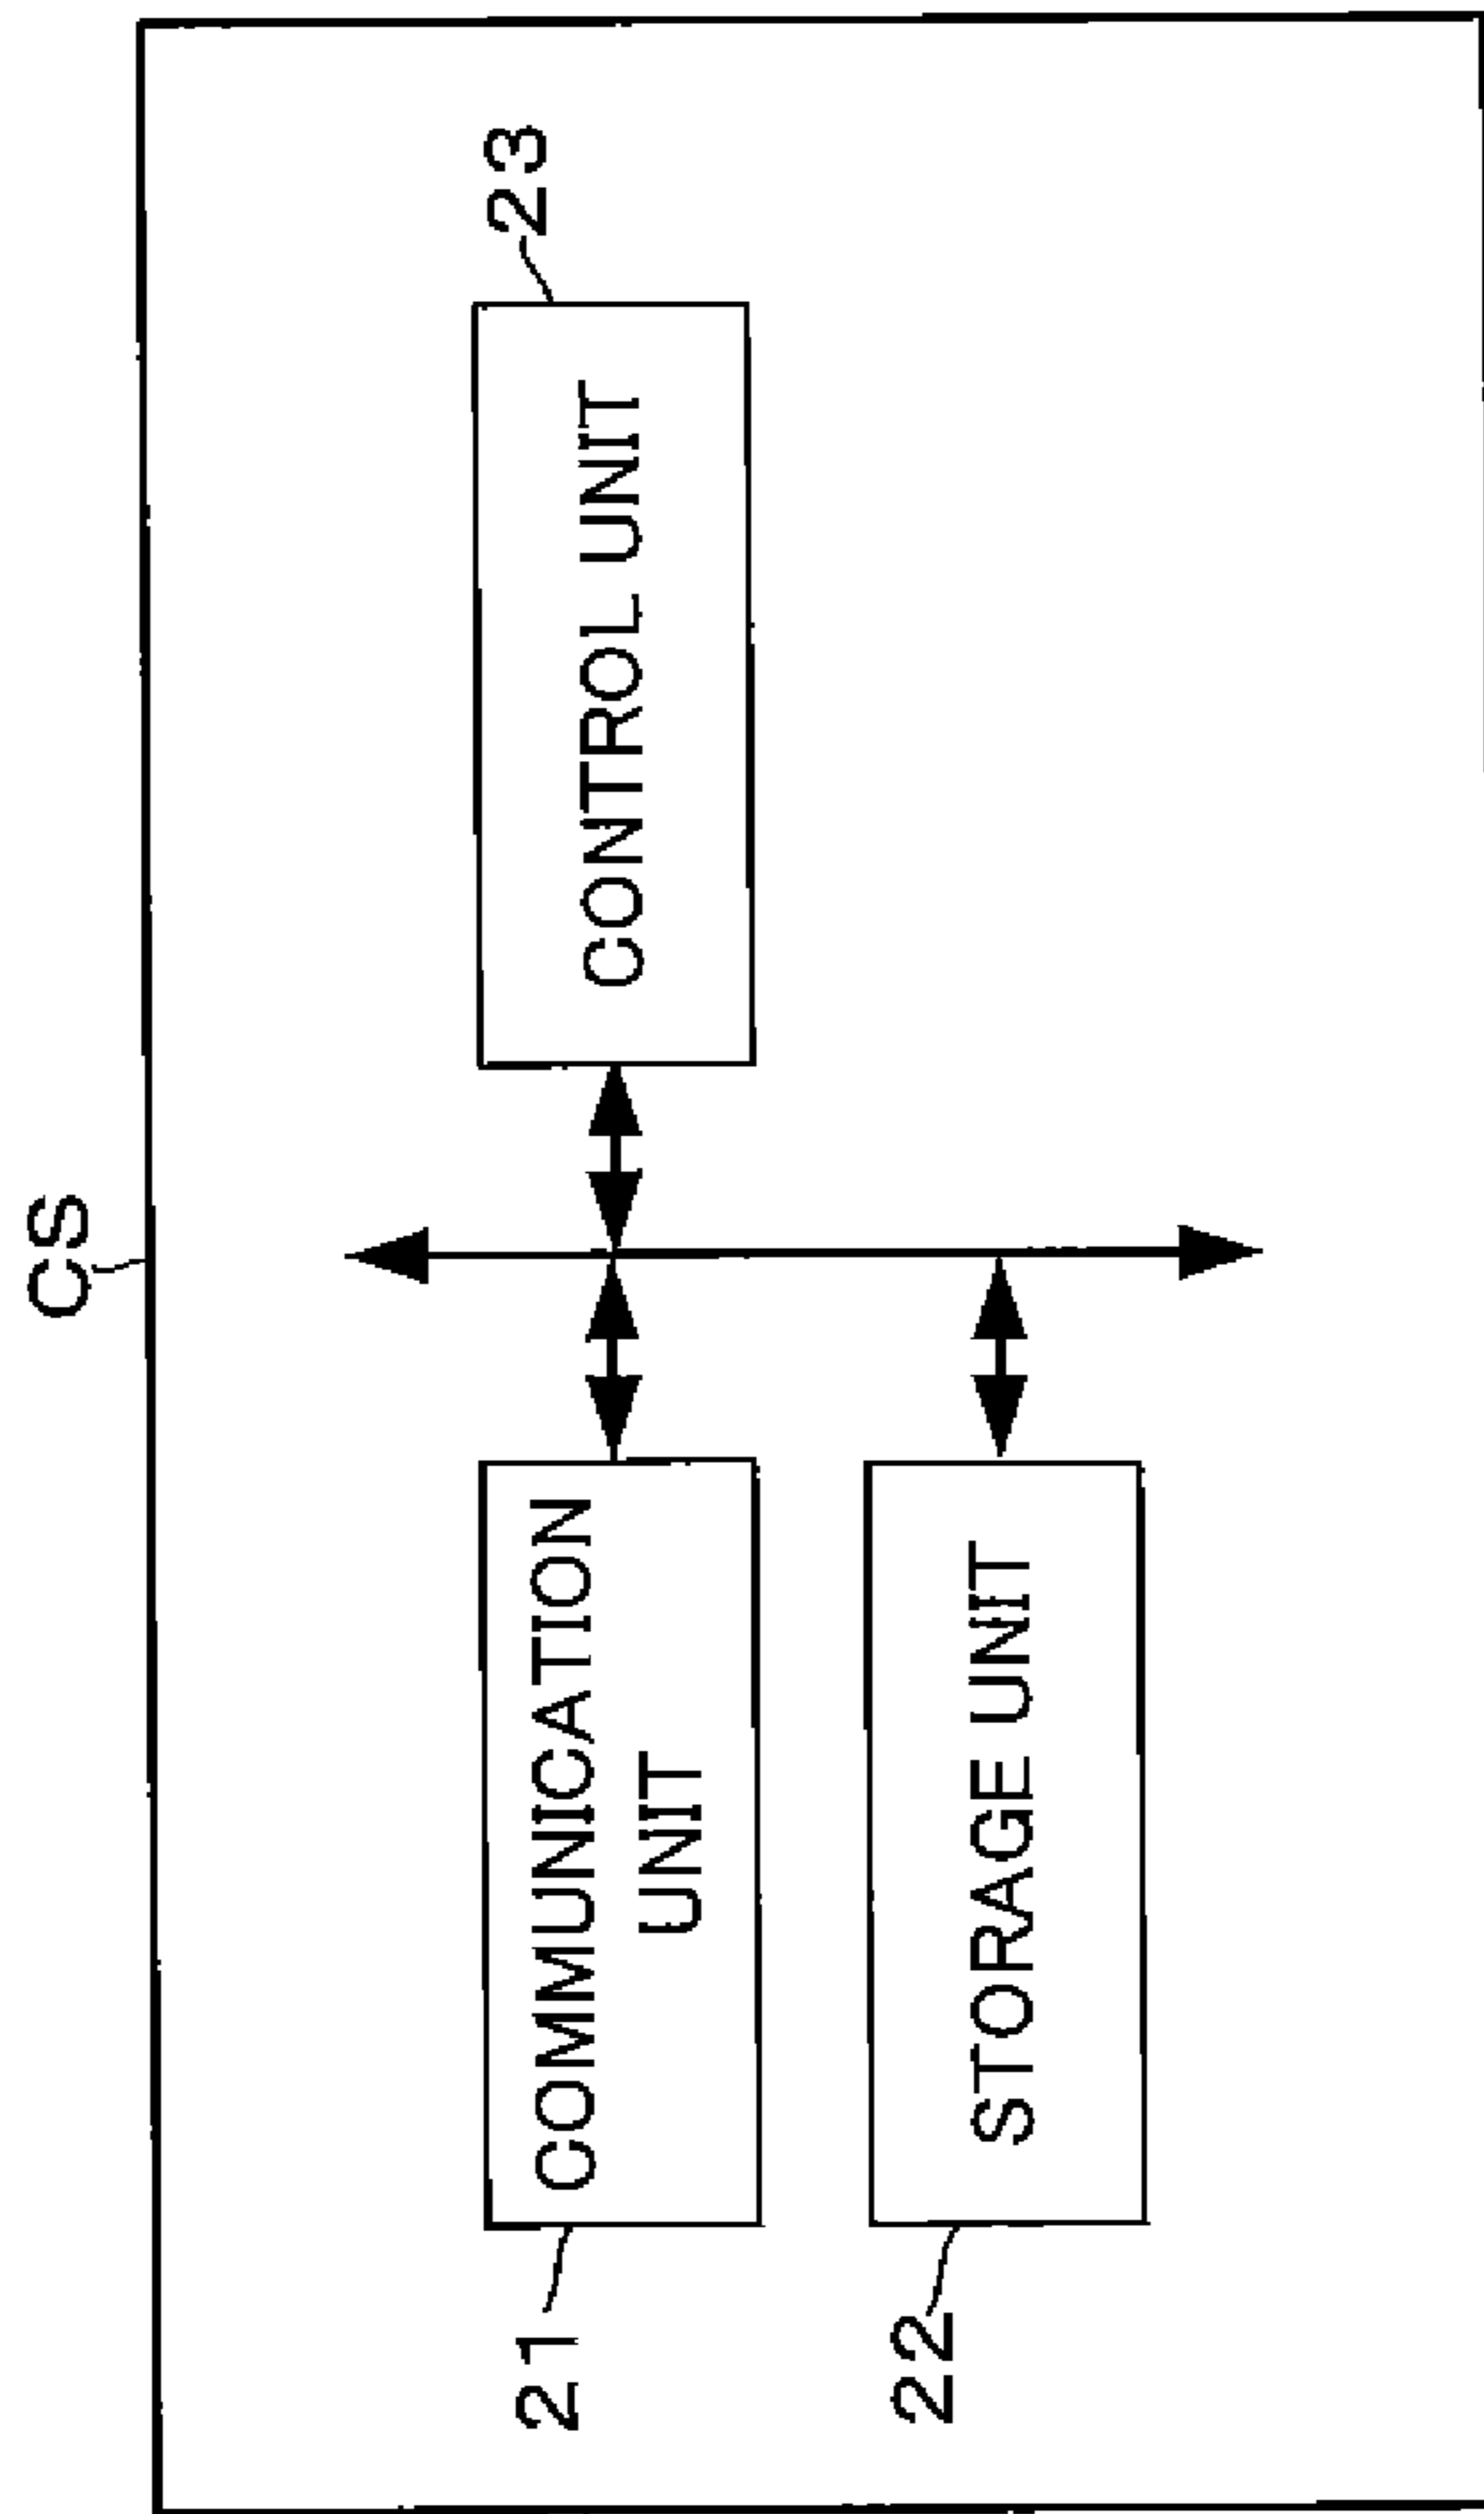 CS
21
COMMUNICATION
UNIT
CONTROL UNIT
23
22
STORAGE UNIT